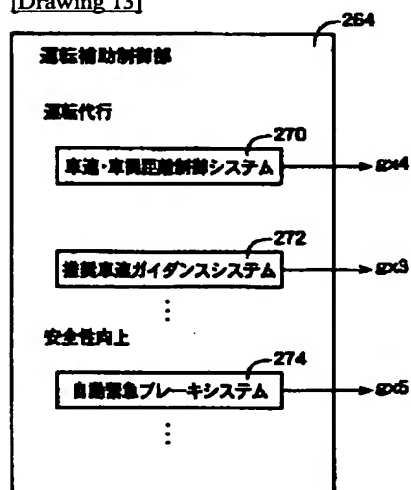 [Drawing 13]
264
運転補助制御部
運転代行
270
車速・車間距離制御システム
gx4
272
推奨車速ガイダンスシステム
gx3
安全性向上
274
自動緊急ブレーキシステム
gx5